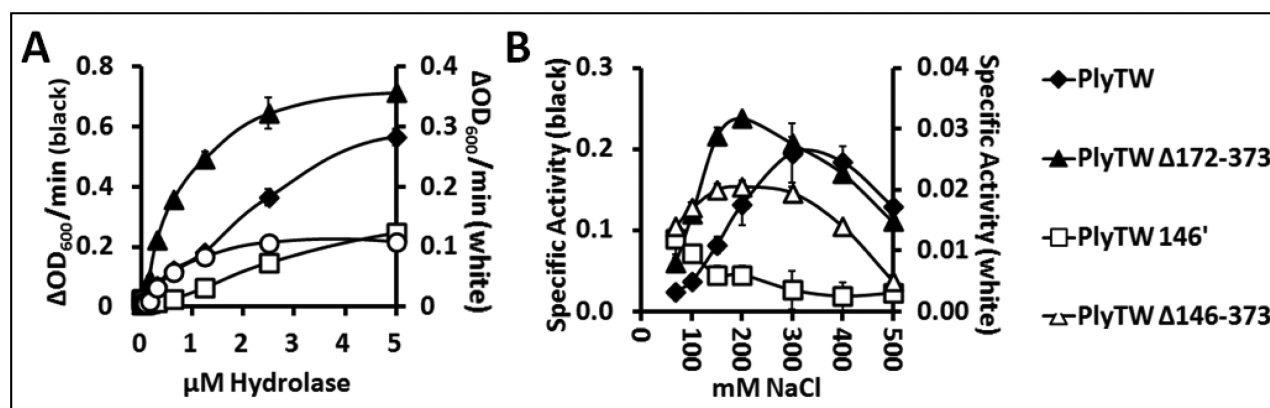 A
ΔOD600/min (black)
0.8
0.6
0.4
0.2
0
0.4
0.3
0.2
0.1
0
ΔOD600/min (white)
0 1 2 3 4 5
μM Hydrolase
B
Specific Activity (black)
0.3
0.2
0.1
0.0
0.04
0.03
0.02
0.01
0.00
Specific Activity (white)
100 200 300 400 500
mM NaCl
PlyTW
PlyTW Δ172-373
PlyTW 146'
PlyTW Δ146-373